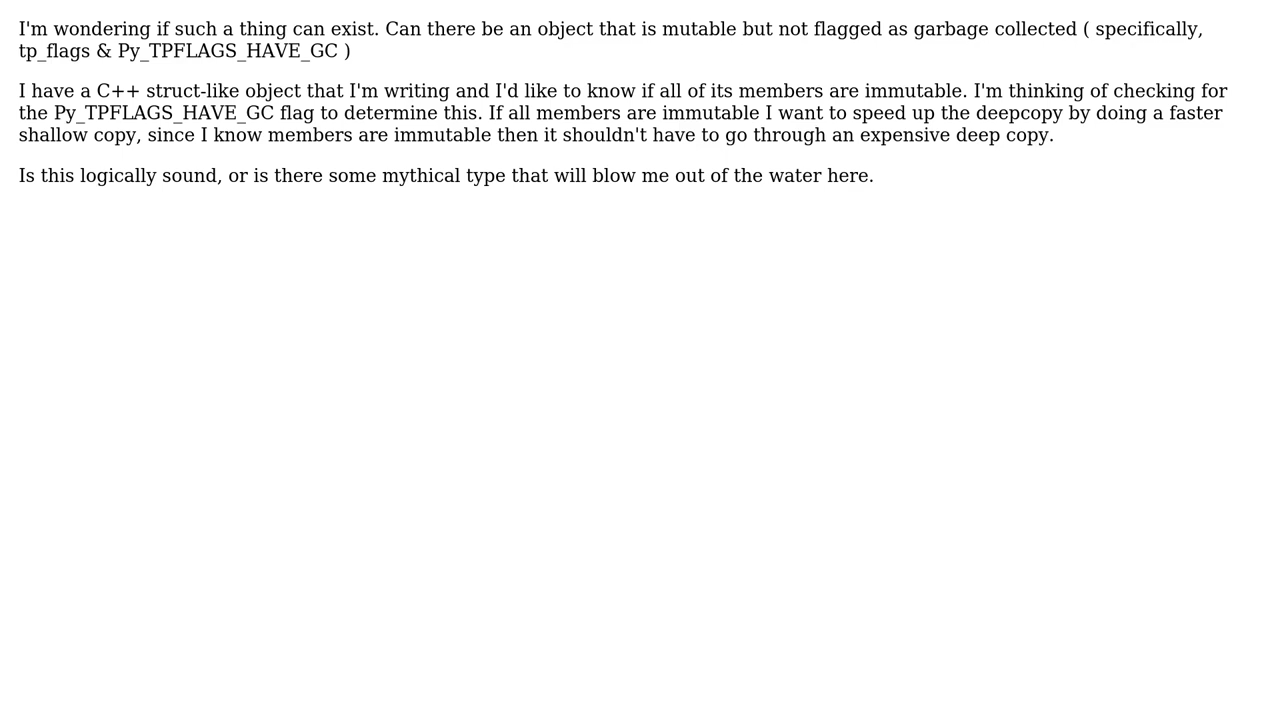 I'm wondering if such a thing can exist. Can there be an object that is mutable but not flagged as garbage collected ( specifically,
tp_flags & Py_TPFLAGS_HAVE_GC )
I have a C++ struct-like object that I'm writing and I'd like to know if all of its members are immutable. I'm thinking of checking for
the Py_TPFLAGS_HAVE_GC flag to determine this. If all members are immutable I want to speed up the deepcopy by doing a faster
shallow copy, since I know members are immutable then it shouldn't have to go through an expensive deep copy.
Is this logically sound, or is there some mythical type that will blow me out of the water here.